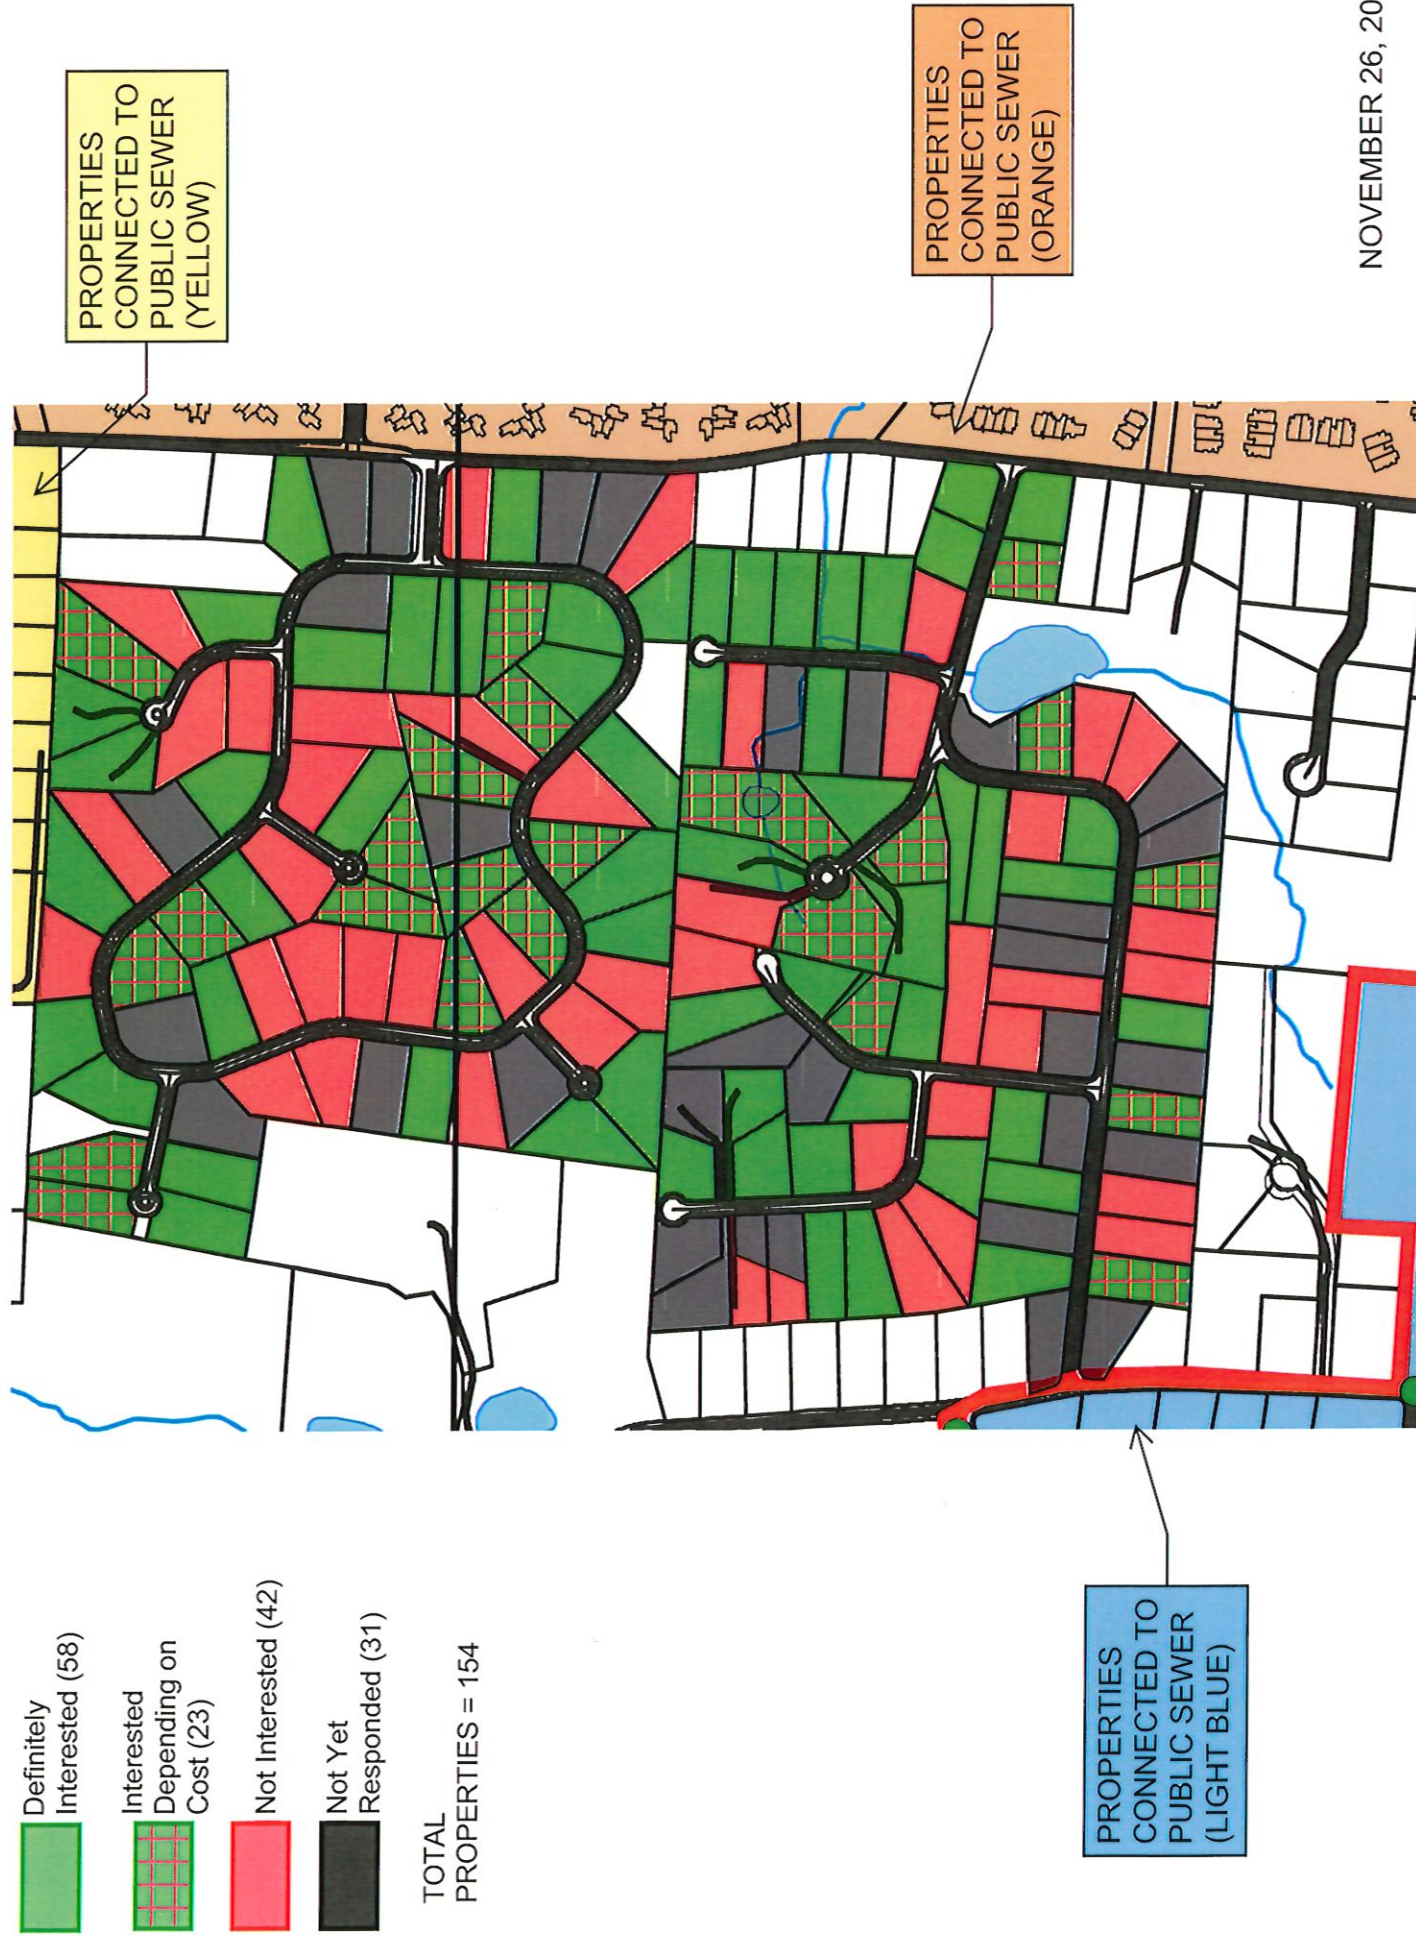 Definitely
Interested (58)
Interested
Depending on
Cost (23)
Not Interested (42)
Not Yet
Responded (31)
TOTAL
PROPERTIES = 154
PROPERTIES
CONNECTED TO
PUBLIC SEWER
(YELLOW)
PROPERTIES
CONNECTED TO
PUBLIC SEWER
(ORANGE)
PROPERTIES
CONNECTED TO
PUBLIC SEWER
(LIGHT BLUE)
NOVEMBER 26, 20